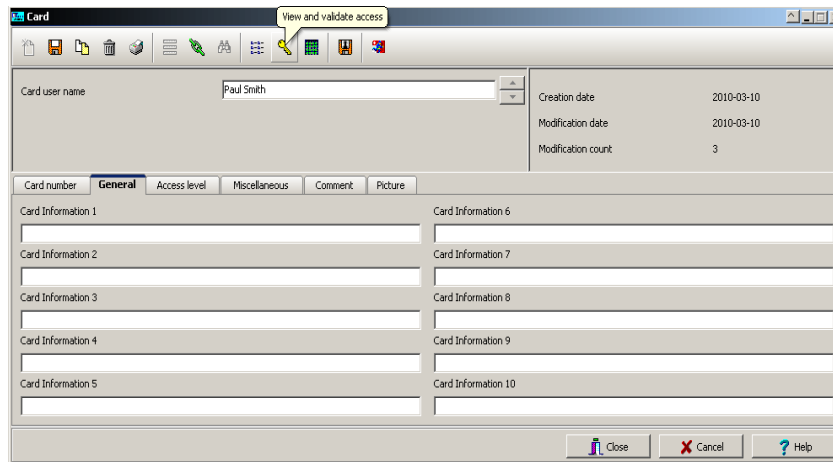 Card
View and validate access
Card user name
Paul Smith
Creation date 2010-03-10
Modification date 2010-03-10
Modification count 3
Card number General Access level Miscellaneous Comment Picture
Card Information 1 Card Information 6
Card Information 2 Card Information 7
Card Information 3 Card Information 8
Card Information 4 Card Information 9
Card Information 5 Card Information 10
Close Cancel Help